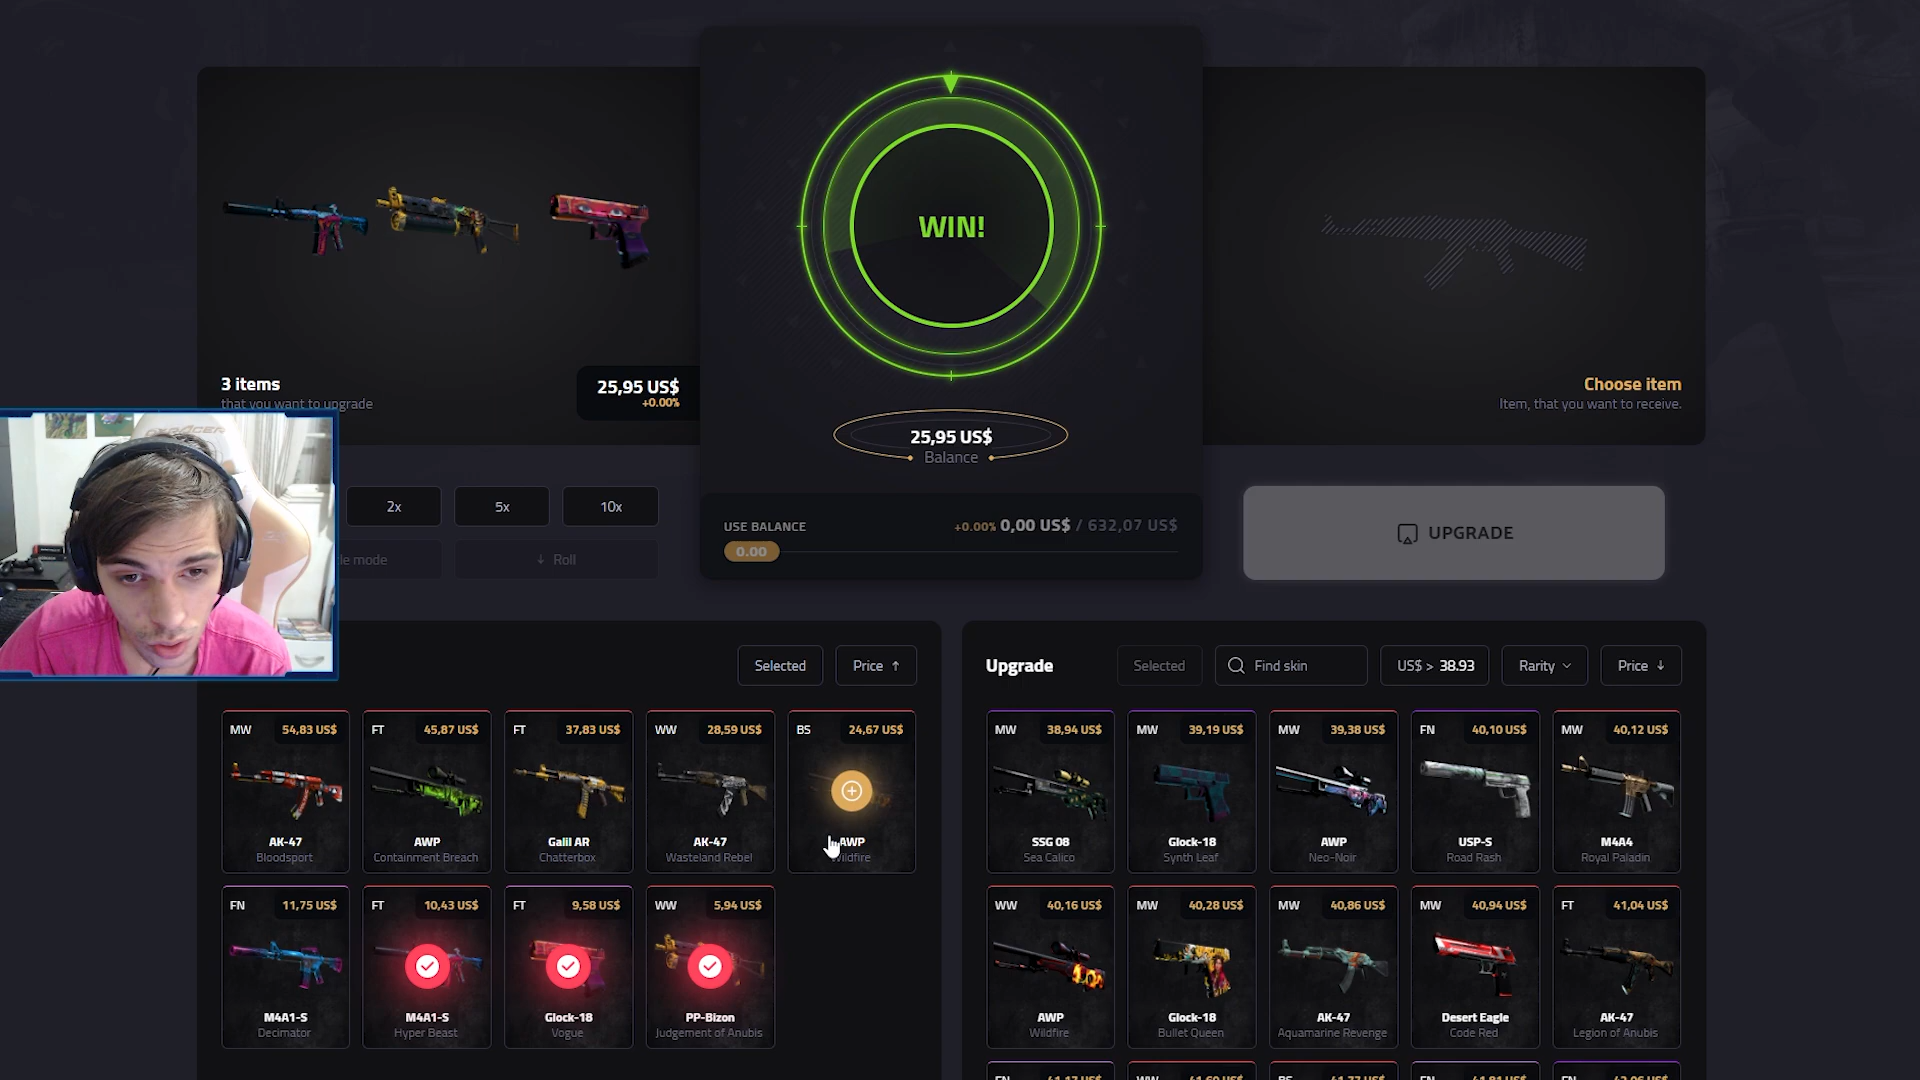 WIN!
3 items
that you want to upgrade
25,95 US$
+0.00%
25,95 US$
Balance
Choose item
Item, that you want to receive.
2x
5x
10x
de mode
Roll
USE BALANCE
+0.00% 0,00 US$ / 632,07 US$
0.00
UPGRADE
Selected
Price
Upgrade
Selected
Find skin
US$ > 38.93
Rarity
Price
MW 54,83 US$
AK-47
Bloodsport
FT 45,87 US$
AWP
Containment Breach
FT 37,83 US$
Galil AR
Chatterbox
WW 28,59 US$
AK-47
Wasteland Rebel
BS 24,67 US$
AWP
Wildfire
FN 11,75 US$
M4A1-S
Decimator
FT 10,43 US$
M4A1-S
Hyper Beast
FT 9,58 US$
Glock-18
Vogue
WW 5,94 US$
PP-Bizon
Judgement of Anubis
MW 38,94 US$
SSG 08
Sea Calico
MW 39,19 US$
Glock-18
Synth Leaf
MW 39,38 US$
AWP
Neo-Noir
FN 40,10 US$
USP-S
Road Rash
MW 40,12 US$
M4A4
Royal Paladin
WW 40,16 US$
AWP
Wildfire
MW 40,28 US$
Glock-18
Bullet Queen
MW 40,86 US$
AK-47
Aquamarine Revenge
MW 40,94 US$
Desert Eagle
Code Red
FT 41,04 US$
AK-47
Legion of Anubis